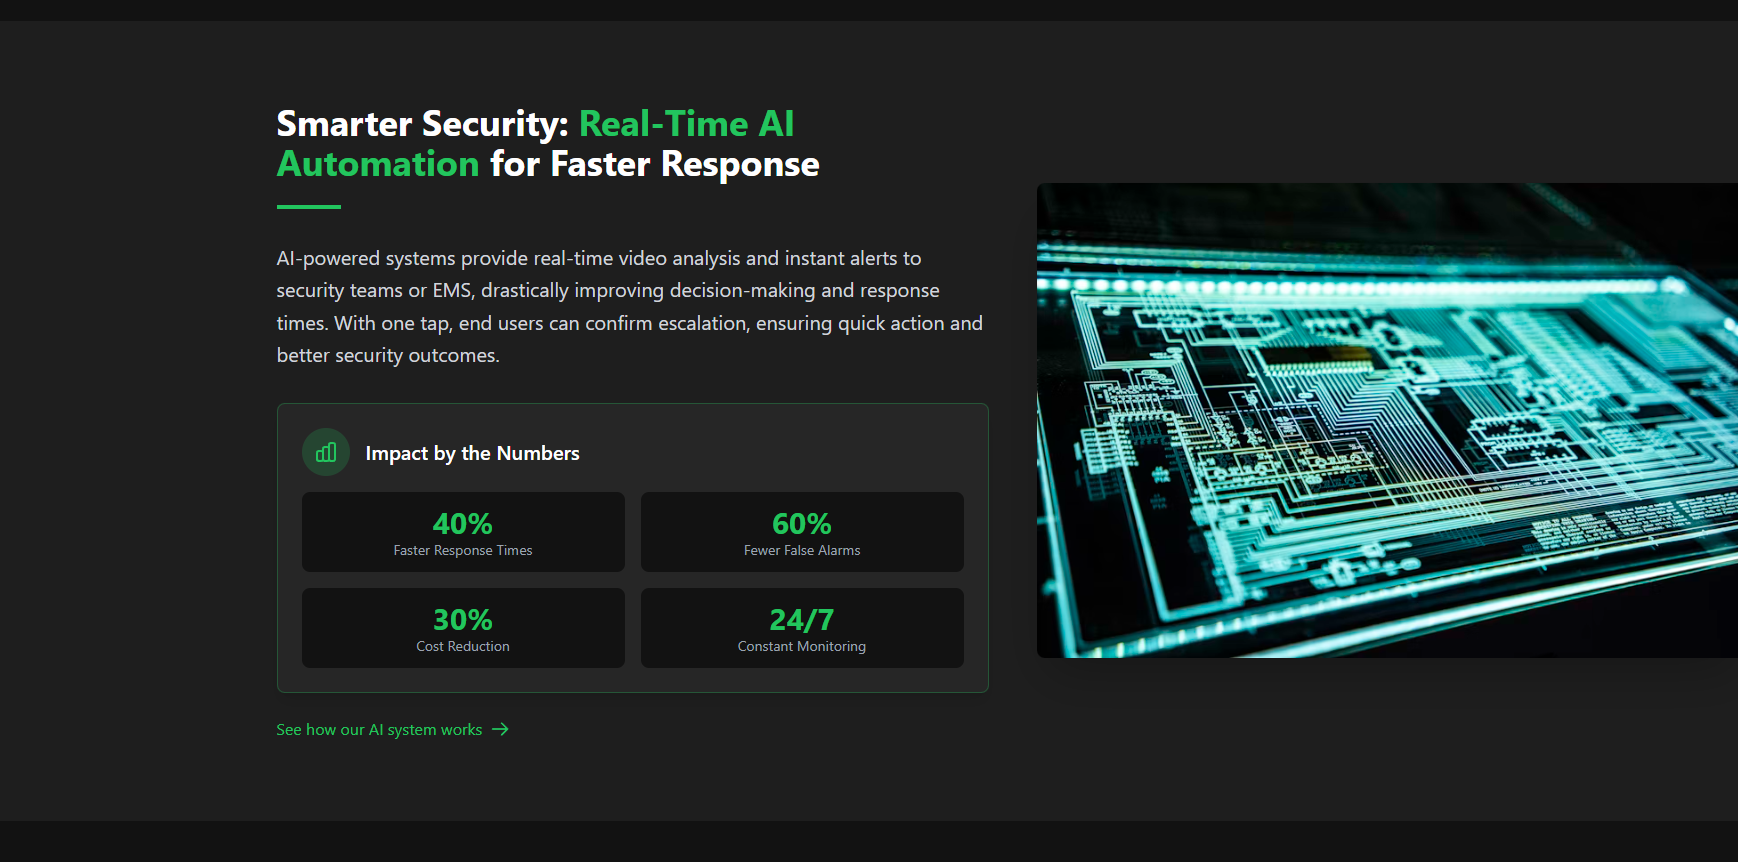 Smarter Security: Real-Time AI
Automation for Faster Response
AI-powered systems provide real-time video analysis and instant alerts to
security teams or EMS, drastically improving decision-making and response
times. With one tap, end users can confirm escalation, ensuring quick action and
better security outcomes.
Impact by the Numbers
40%
Faster Response Times
60%
Fewer False Alarms
30%
Cost Reduction
24/7
Constant Monitoring
See how our AI system works